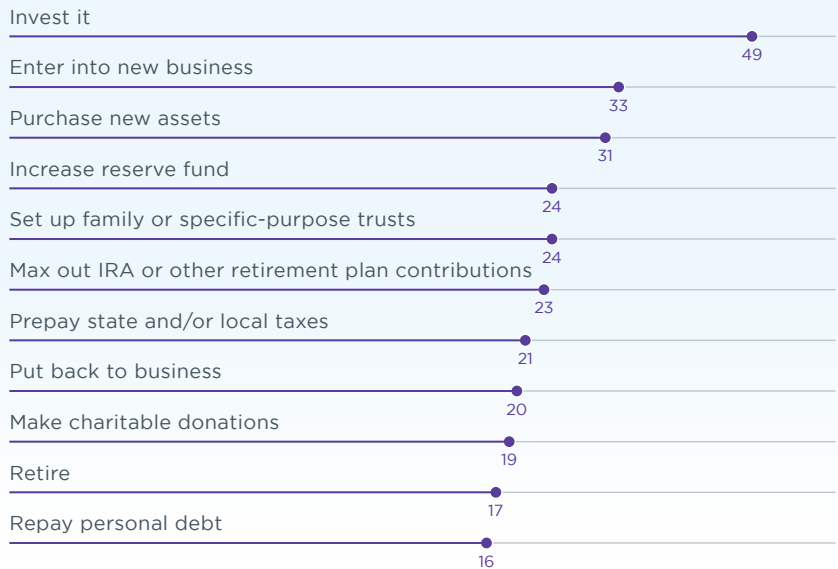 Invest it
49
Enter into new business
33
Purchase new assets
31
Increase reserve fund
24
Set up family or specific-purpose trusts
24
Max out IRA or other retirement plan contributions
23
Prepay state and/or local taxes
21
Put back to business
20
Make charitable donations
19
Retire
17
Repay personal debt
16